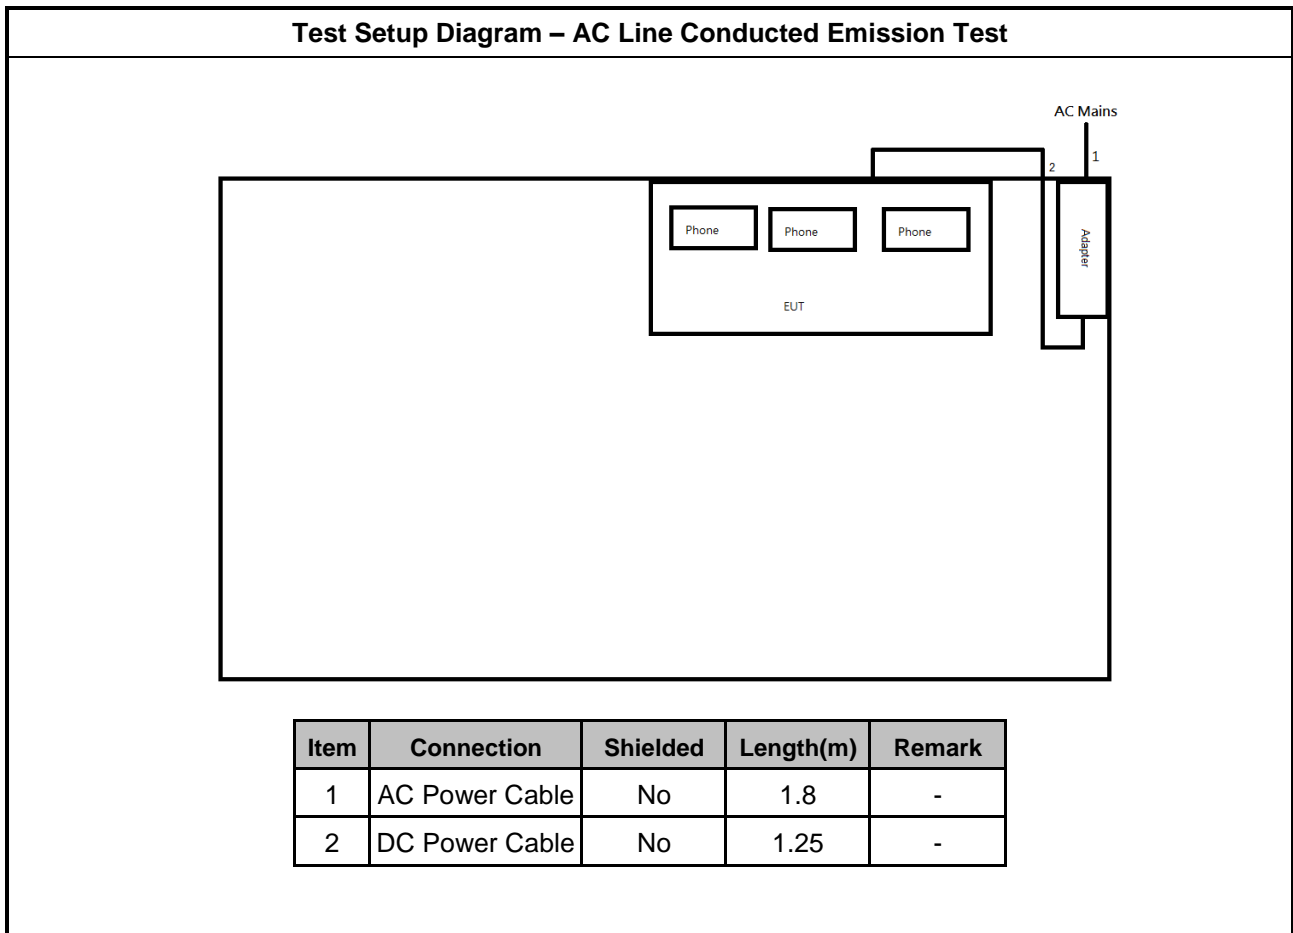 Test Setup Diagram – AC Line Conducted Emission Test
AC Mains
1
2
Phone Phone Phone
Adapter
EUT
Item Connection Shielded Length(m) Remark
1 AC Power Cable No 1.8 -
2 DC Power Cable No 1.25 -